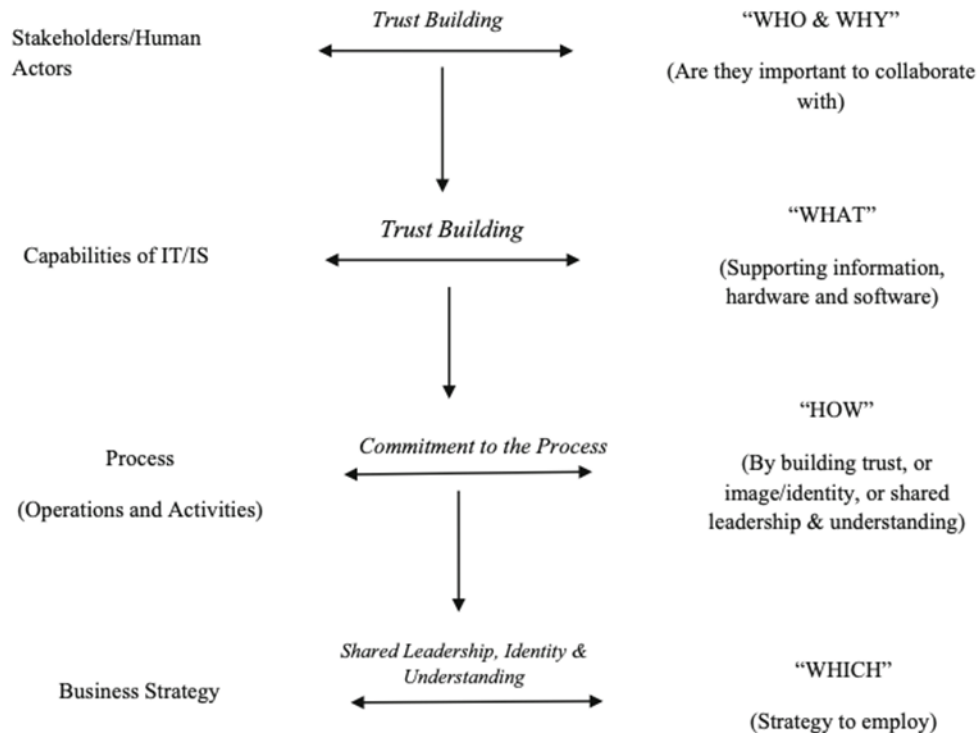 Stakeholders/Human
Actors
Trust Building
“WHO & WHY”
(Are they important to collaborate
with)
Capabilities of IT/IS
Trust Building
“WHAT”
(Supporting information,
hardware and software)
Process
(Operations and Activities)
Commitment to the Process
“HOW”
(By building trust, or
image/identity, or shared
leadership & understanding)
Business Strategy
Shared Leadership, Identity &
Understanding
“WHICH”
(Strategy to employ)